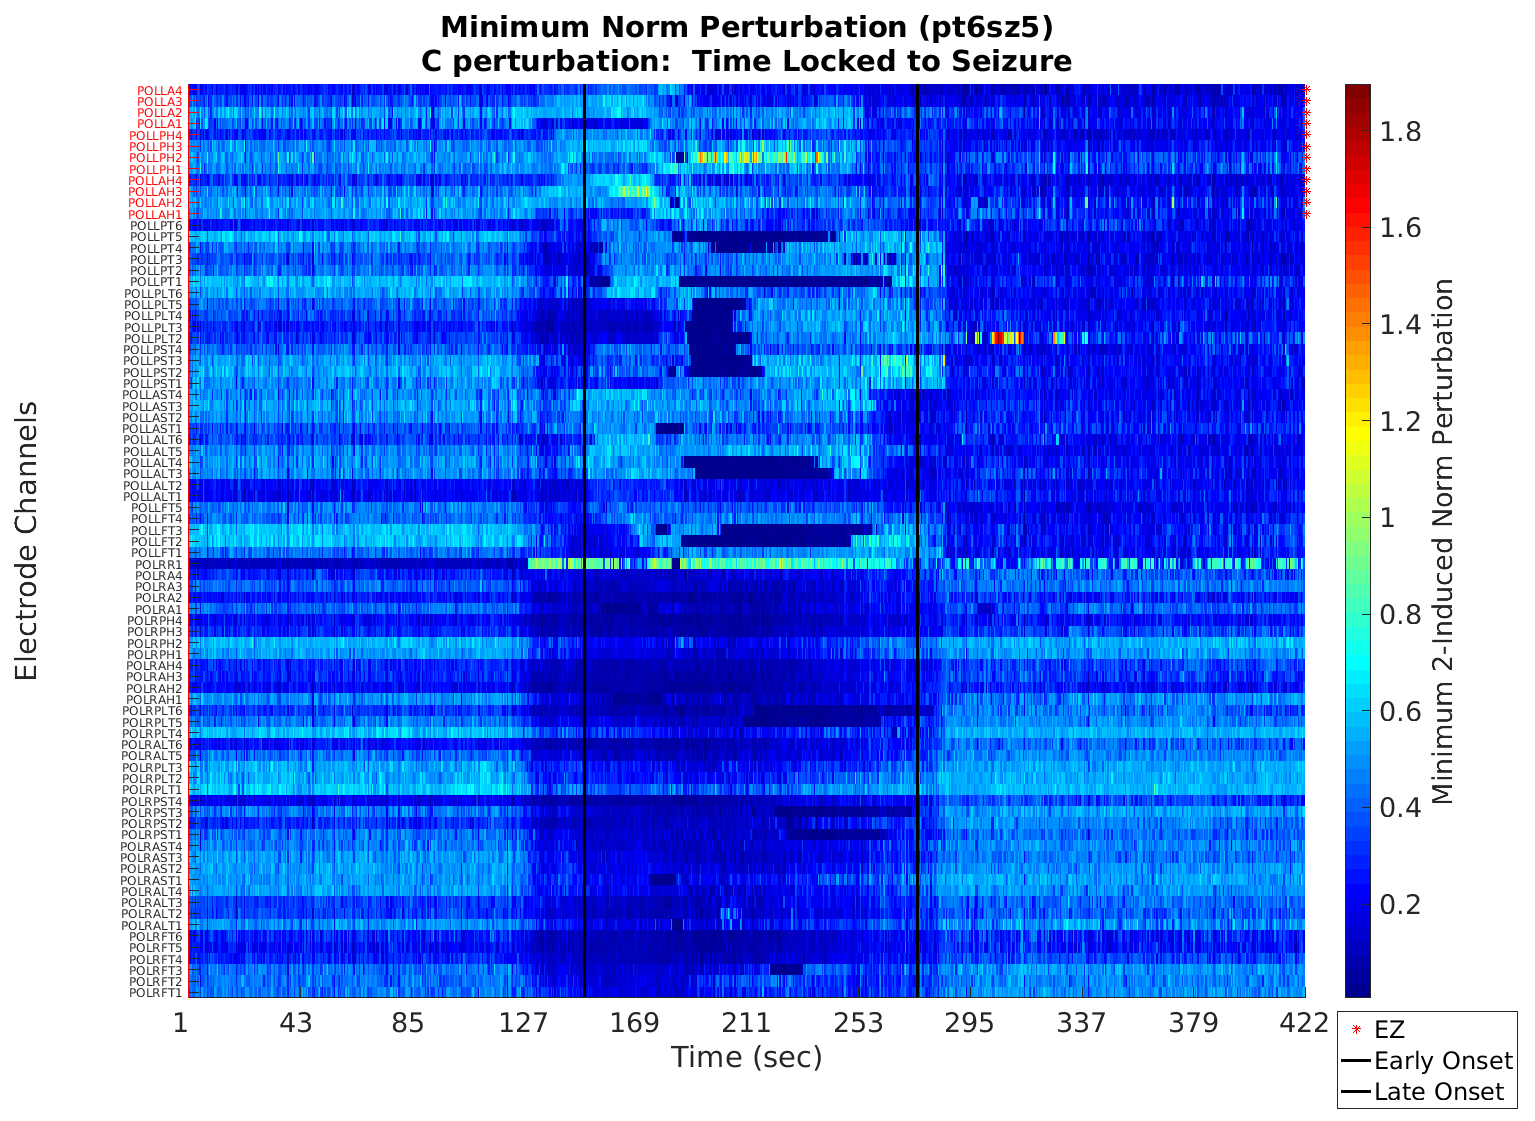 Minimum Norm Perturbation (pt6sz5)
C perturbation:  Time Locked to Seizure
Electrode Channels
POLLA4
POLLA3
POLLA2
POLLA1
POLLPH4
POLLPH3
POLLPH2
POLLPH1
POLLAH4
POLLAH3
POLLAH2
POLLAH1
POLLPT6
POLLPT5
POLLPT4
POLLPT3
POLLPT2
POLLPT1
POLLPLT6
POLLPLT5
POLLPLT4
POLLPLT3
POLLPLT2
POLLPST4
POLLPST3
POLLPST2
POLLPST1
POLLAST4
POLLAST3
POLLAST2
POLLAST1
POLLALT6
POLLALT5
POLLALT4
POLLALT3
POLLALT2
POLLALT1
POLLFT5
POLLFT4
POLLFT3
POLLFT2
POLLFT1
POLRR1
POLRA4
POLRA3
POLRA2
POLRA1
POLRPH4
POLRPH3
POLRPH2
POLRPH1
POLRAH4
POLRAH3
POLRAH2
POLRAH1
POLRPLT6
POLRPLT5
POLRPLT4
POLRALT6
POLRALT5
POLRPLT3
POLRPLT2
POLRPLT1
POLRPST4
POLRPST3
POLRPST2
POLRPST1
POLRAST4
POLRAST3
POLRAST2
POLRAST1
POLRALT4
POLRALT3
POLRALT2
POLRALT1
POLRFT6
POLRFT5
POLRFT4
POLRFT3
POLRFT2
POLRFT1
1 43 85 127 169 211 253 295 337 379 422
Time (sec)
1.8
1.6
1.4
1.2
1
0.8
0.6
0.4
0.2
Minimum 2-Induced Norm Perturbation
EZ
Early Onset
Late Onset